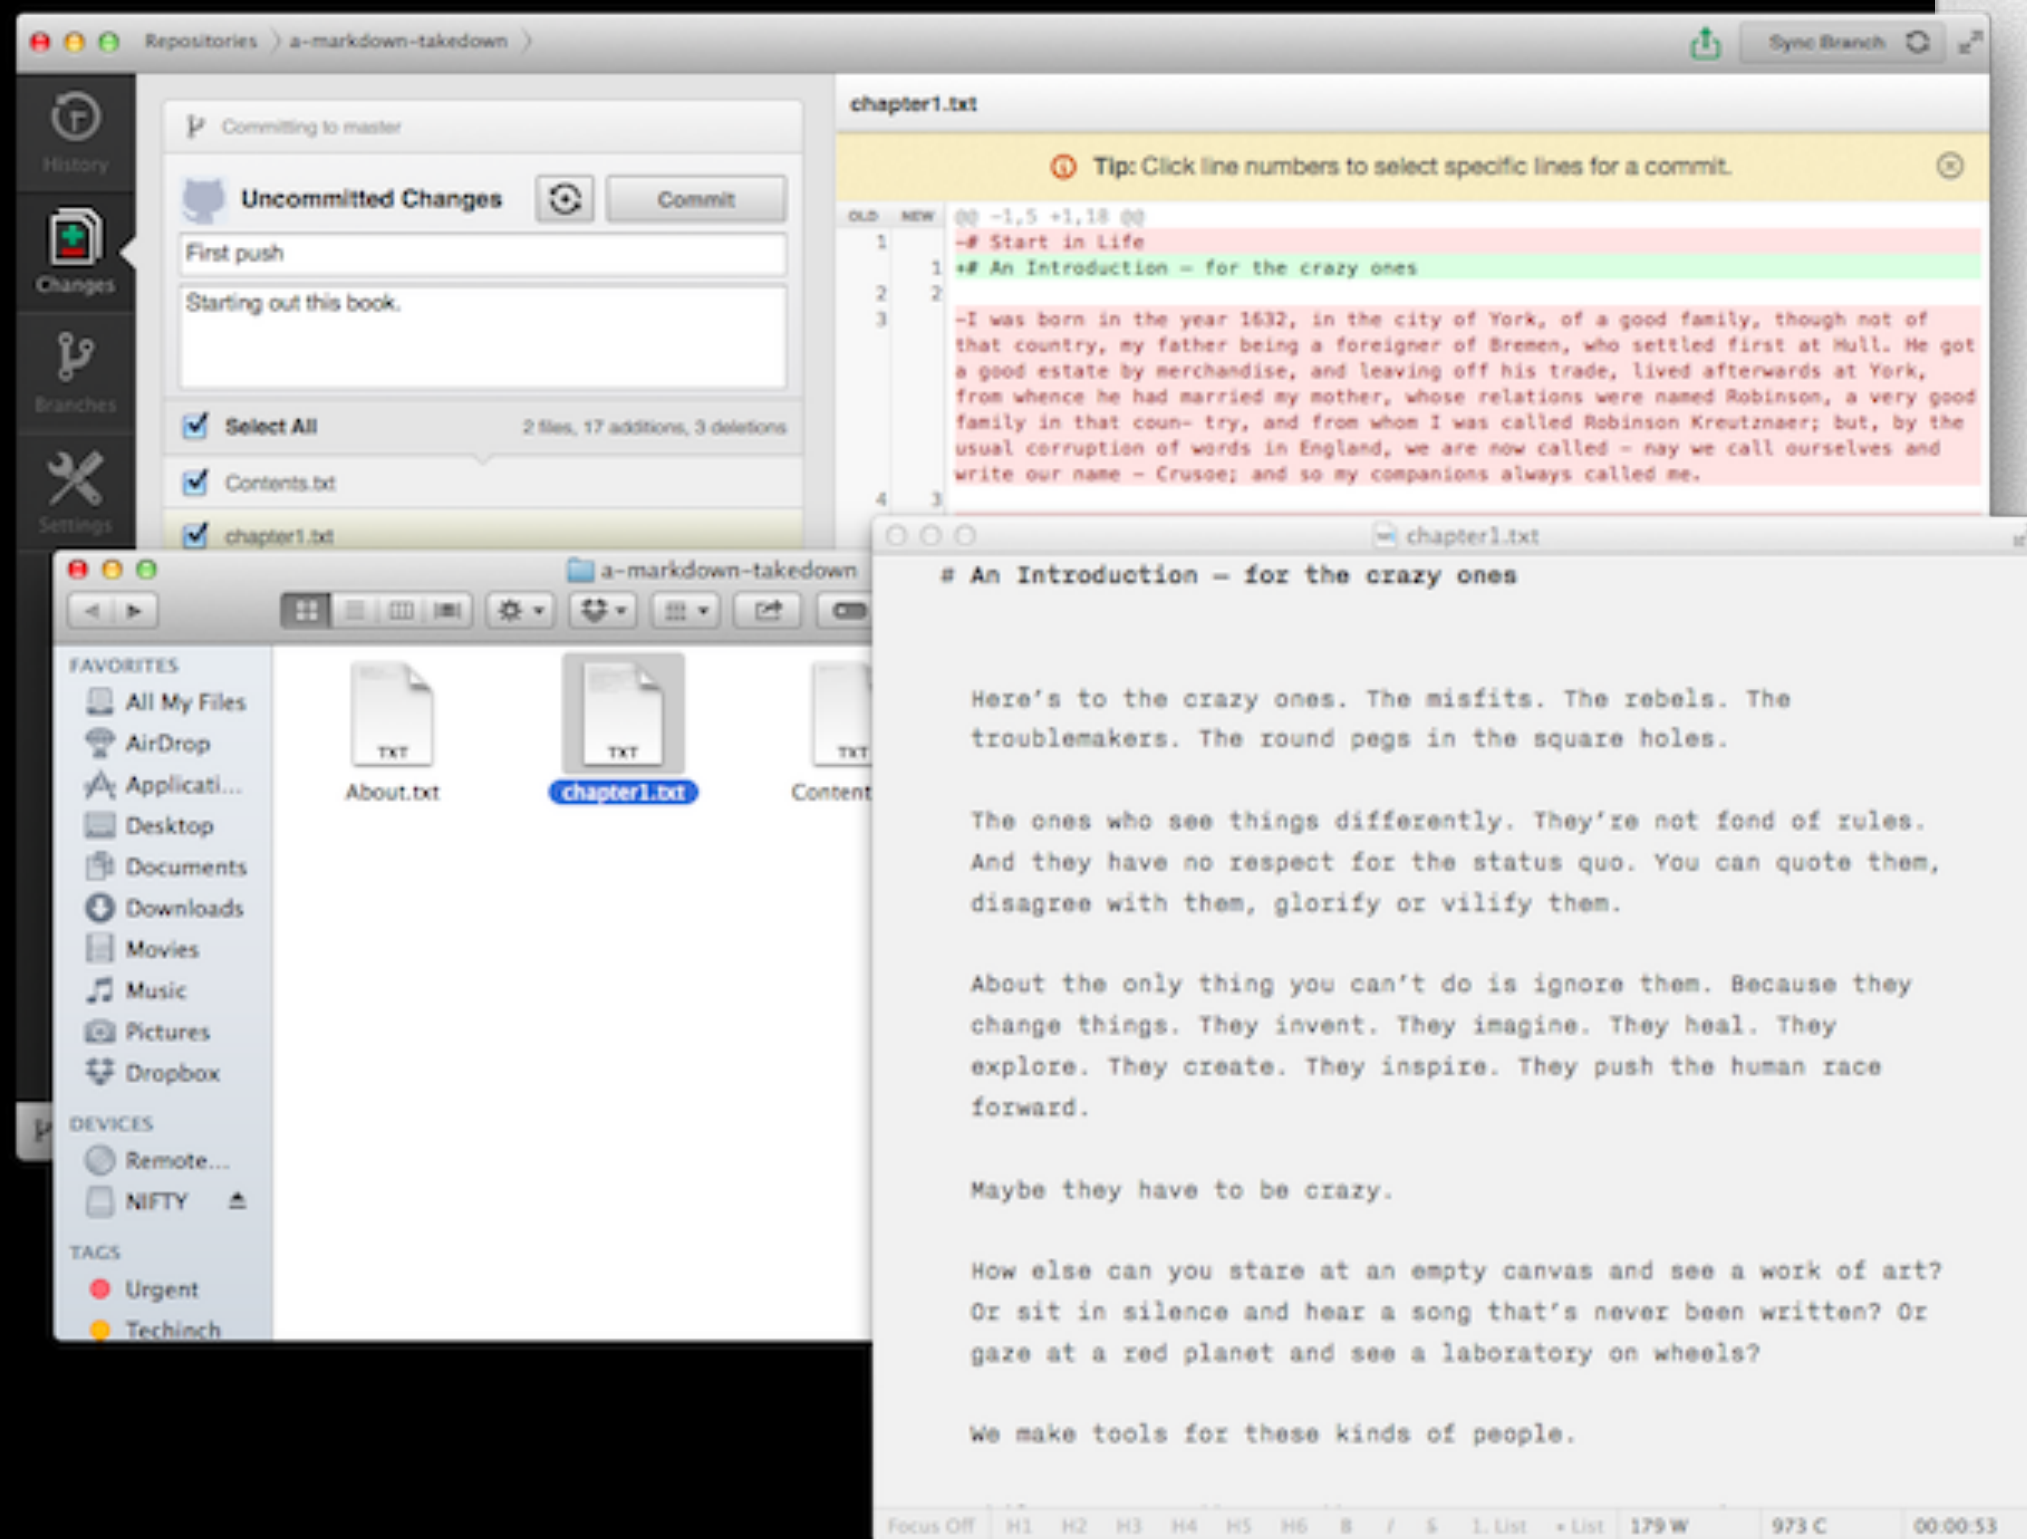 Repositories a-markdown-takedown
Sync Branch
History
Changes
Branches
Settings
Committing to master
Uncommitted Changes
Commit
First push
Starting out this book.
Select All 2 files, 17 additions, 3 deletions
Contents.txt
chapter1.txt
chapter1.txt
Tip: Click line numbers to select specific lines for a commit.
OLD NEW @@ -1,5 +1,18 @@
1 -# Start in Life
1 +# An Introduction — for the crazy ones
2 2
3 -I was born in the year 1632, in the city of York, of a good family, though not of
that country, my father being a foreigner of Bremen, who settled first at Hull. He got
a good estate by merchandise, and leaving off his trade, lived afterwards at York,
from whence he had married my mother, whose relations were named Robinson, a very good
family in that coun- try, and from whom I was called Robinson Kreutznaer; but, by the
usual corruption of words in England, we are now called – nay we call ourselves and
write our name – Crusoe; and so my companions always called me.
4 3
a-markdown-takedown
FAVORITES
All My Files
AirDrop
Applicati...
Desktop
Documents
Downloads
Movies
Music
Pictures
Dropbox
DEVICES
Remote...
NIFTY
TAGS
Urgent
Techinch
TXT TXT TXT
About.txt chapter1.txt Content
chapter1.txt
# An Introduction — for the crazy ones
Here's to the crazy ones. The misfits. The rebels. The
troublemakers. The round pegs in the square holes.
The ones who see things differently. They're not fond of rules.
And they have no respect for the status quo. You can quote them,
disagree with them, glorify or vilify them.
About the only thing you can't do is ignore them. Because they
change things. They invent. They imagine. They heal. They
explore. They create. They inspire. They push the human race
forward.
Maybe they have to be crazy.
How else can you stare at an empty canvas and see a work of art?
Or sit in silence and hear a song that's never been written? Or
gaze at a red planet and see a laboratory on wheels?
We make tools for these kinds of people.
Focus Off H1 H2 H3 H4 H5 H6 B I S 1. List • List 179 W 973 C 00:00:53